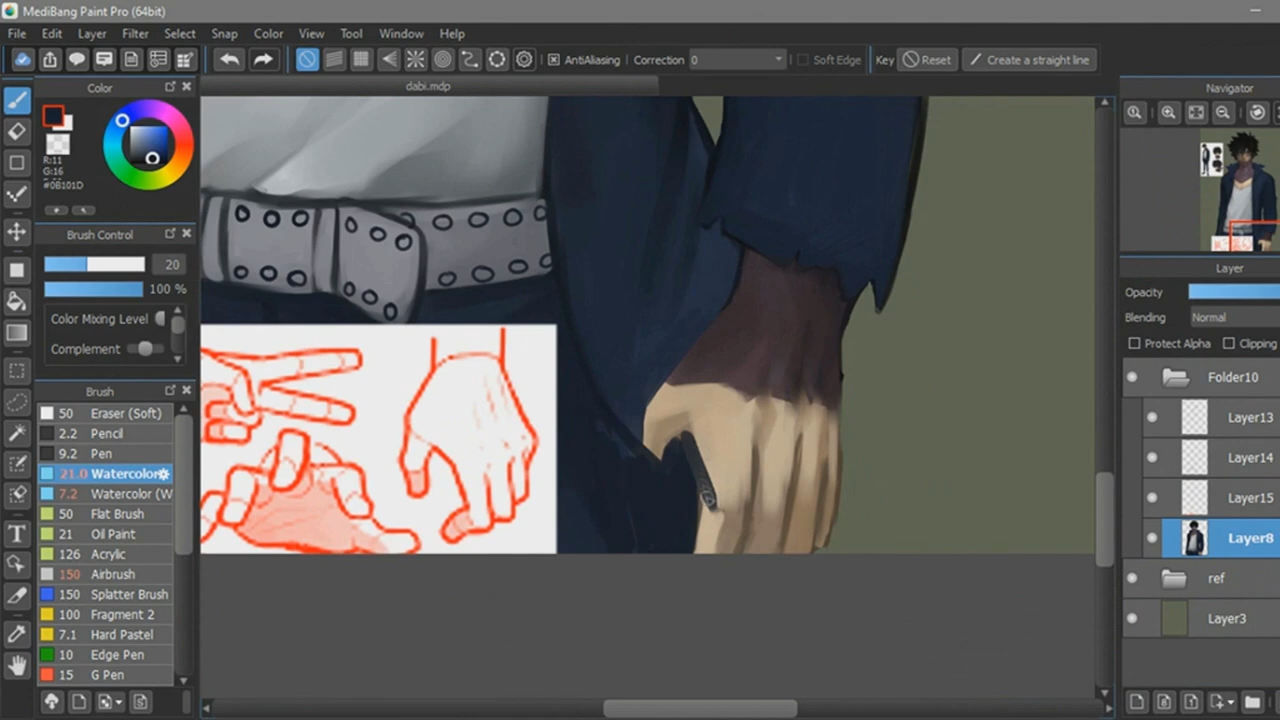 MediBang Paint Pro (64bit)
File Edit Layer Filter Select Snap Color View Tool Window Help
AntiAliasing Correction 0 Soft Edge Key Reset Create a straight line
Color
dabi.mdp
Navigator
R:11
G:16
#0B101D
Brush Control
20
100 %
Color Mixing Level
Complement
Layer
Opacity
Blending Normal
Protect Alpha Clipping
Brush
50 Eraser (Soft)
2.2 Pencil
9.2 Pen
21.0 Watercolor
7.2 Watercolor (W
50 Flat Brush
21 Oil Paint
126 Acrylic
150 Airbrush
150 Splatter Brush
100 Fragment 2
7.1 Hard Pastel
10 Edge Pen
15 G Pen
Folder10
Layer13
Layer14
Layer15
Layer8
ref
Layer3